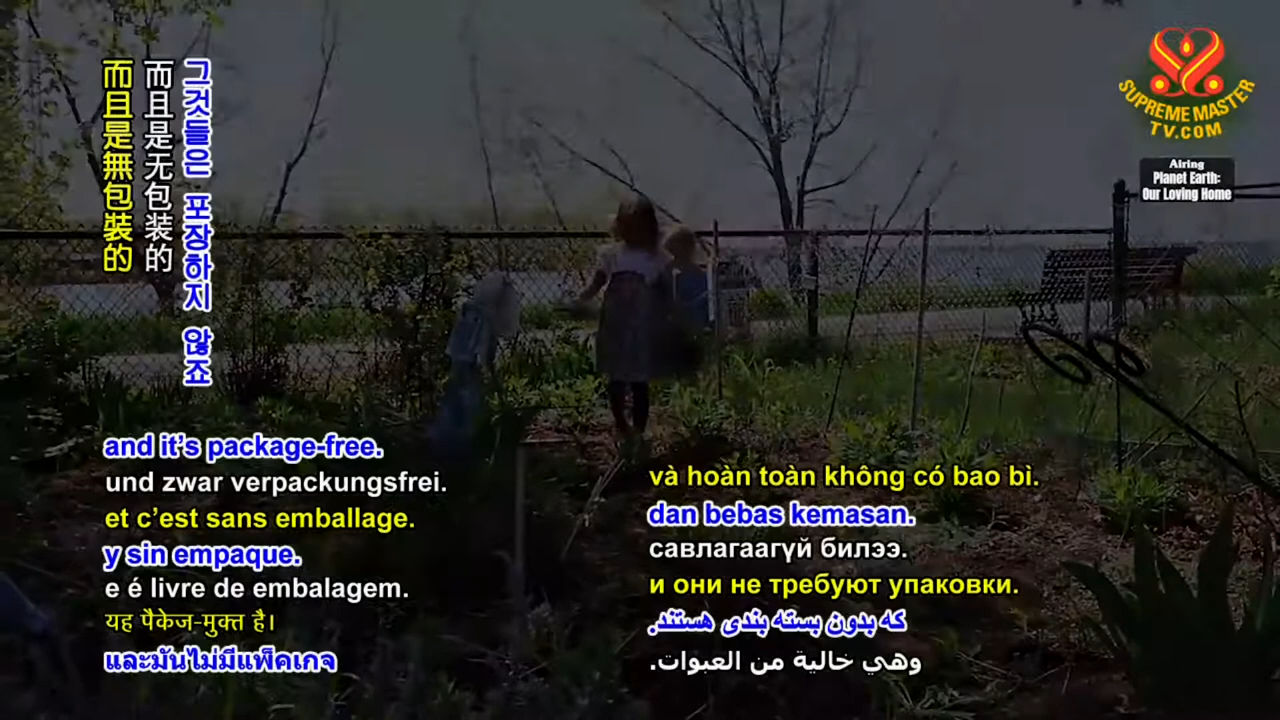 그것들은 포장하지 않죠
而且是无包装的
而且是無包裝的
SUPREME MASTER
TV.COM
Airing
Planet Earth:
Our Loving Home
and it’s package-free.
und zwar verpackungsfrei.
et c’est sans emballage.
y sin empaque.
e é livre de embalagem.
यह पैकेज-मुक्त है।
และมันไม่มีแพ็คเกจ
và hoàn toàn không có bao bì.
dan bebas kemasan.
савлагаагүй билээ.
и они не требуют упаковки.
که بدون بسته بندی هستند.
وهي خالية من العبوات.